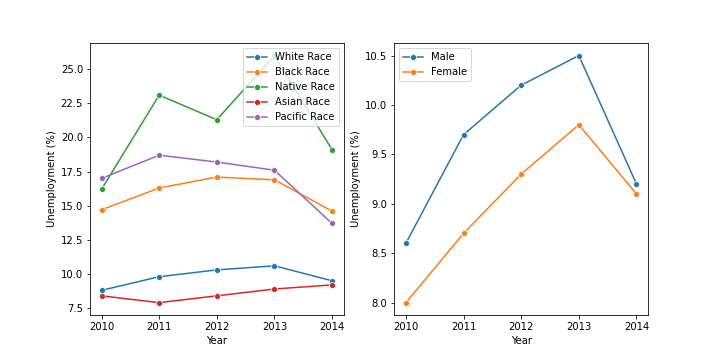 Unemployment (%)
25.0
22.5
20.0
17.5
15.0
12.5
10.0
7.5
White Race
Black Race
Native Race
Asian Race
Pacific Race
2010 2011 2012 2013 2014
Year
Unemployment (%)
10.5
10.0
9.5
9.0
8.5
8.0
Male
Female
2010 2011 2012 2013 2014
Year